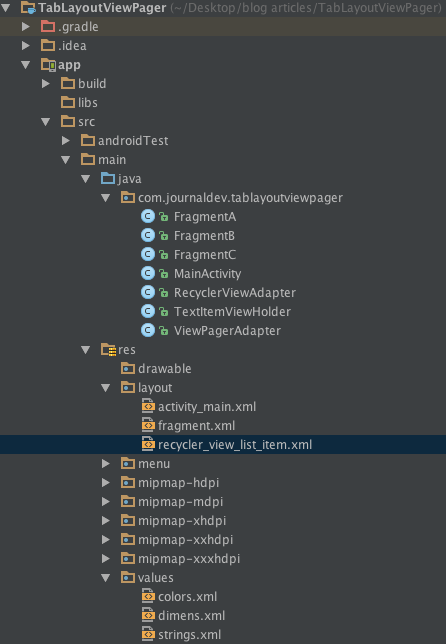 TabLayoutViewPager (~/Desktop/blog articles/TabLayoutViewPager)
.gradle
.idea
app
build
libs
src
androidTest
main
java
com.journaldev.tablayoutviewpager
C FragmentA
C FragmentB
C FragmentC
C MainActivity
C RecyclerViewAdapter
C TextItemViewHolder
C ViewPagerAdapter
res
drawable
layout
activity_main.xml
fragment.xml
recycler_view_list_item.xml
menu
mipmap-hdpi
mipmap-mdpi
mipmap-xhdpi
mipmap-xxhdpi
mipmap-xxxhdpi
values
colors.xml
dimens.xml
strings.xml